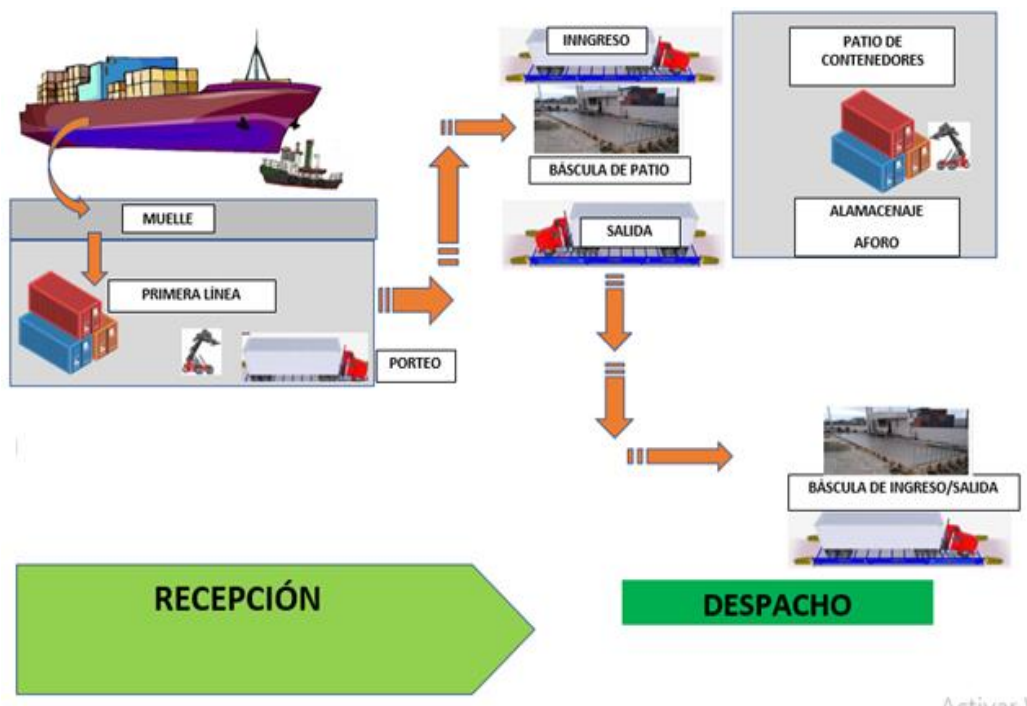 INNGRESO
PATIO DE
CONTENEDORES
BÁSCULA DE PATIO
MUELLE
SALIDA
ALAMACENAJE
AFORO
PRIMERA LÍNEA
PORTEO
BÁSCULA DE INGRESO/SALIDA
RECEPCIÓN
DESPACHO